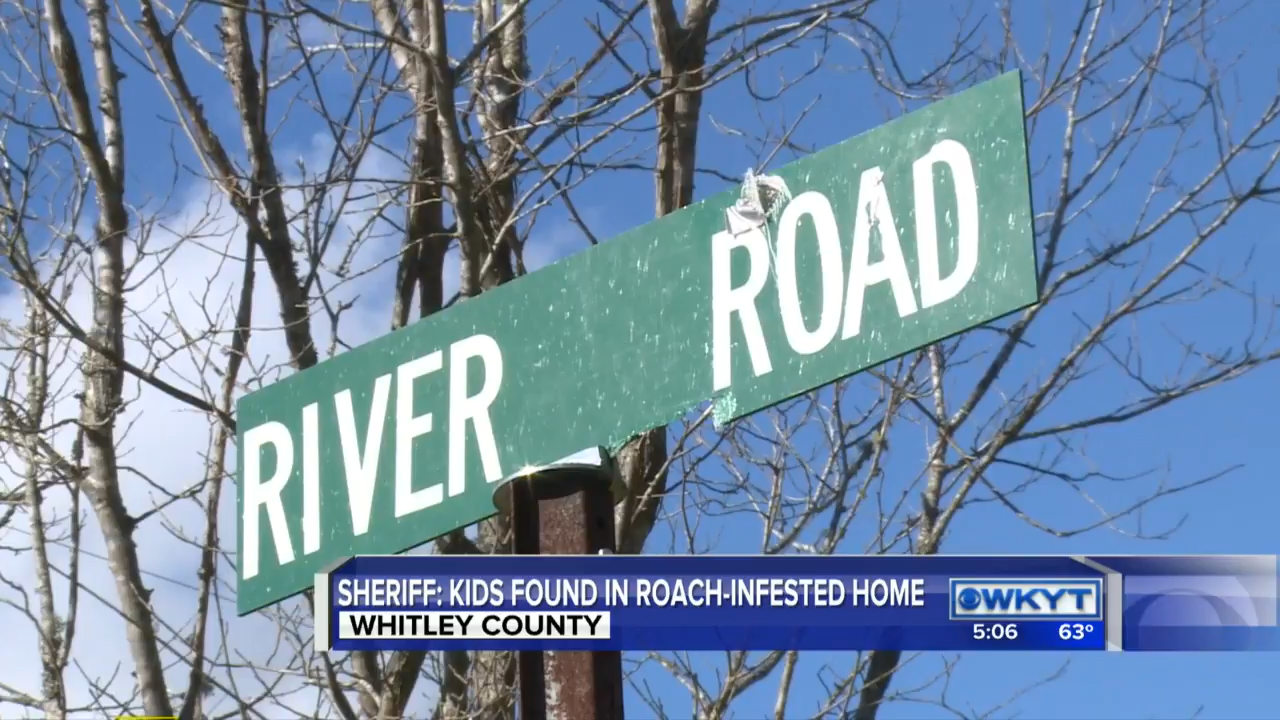 RIVER ROAD
SHERIFF: KIDS FOUND IN ROACH-INFESTED HOME
WHITLEY COUNTY
WKYT
5:06 63°